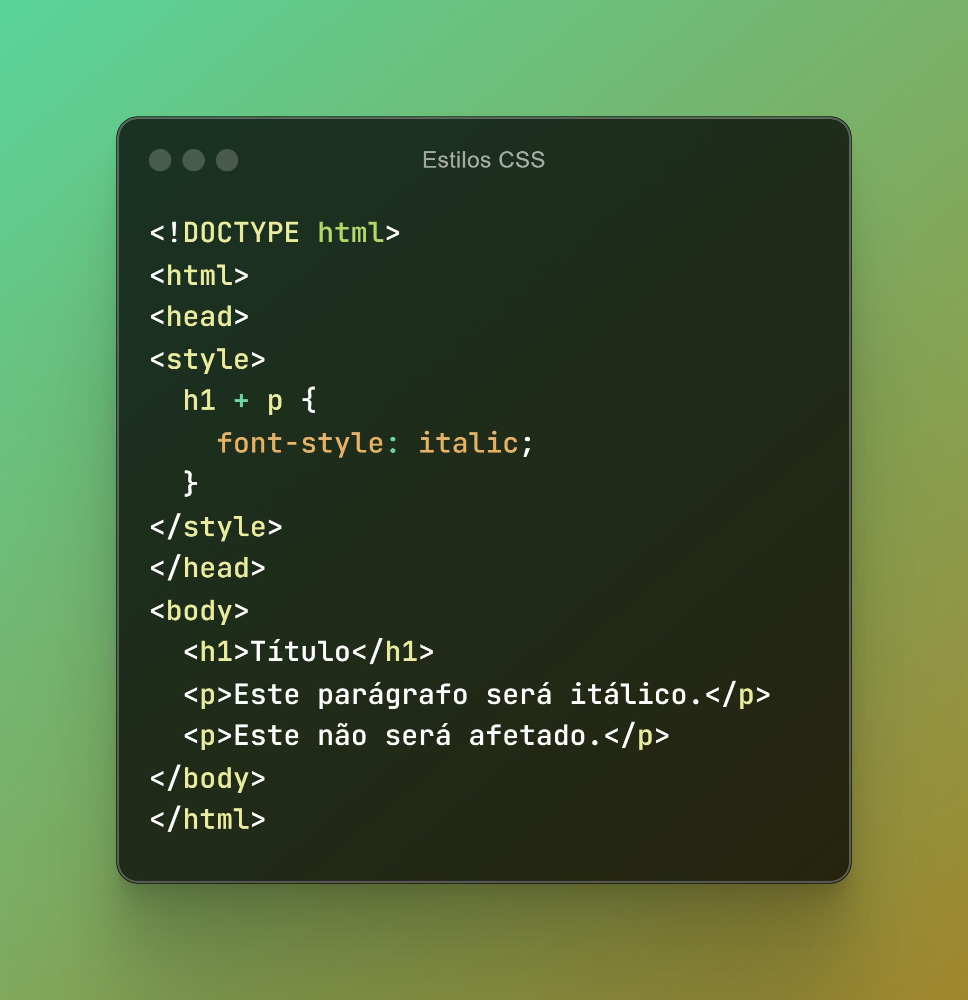 Estilos CSS
<!DOCTYPE html>
<html>
<head>
<style>
  h1 + p {
    font-style: italic;
  }
</style>
</head>
<body>
  <h1>Título</h1>
  <p>Este parágrafo será itálico.</p>
  <p>Este não será afetado.</p>
</body>
</html>